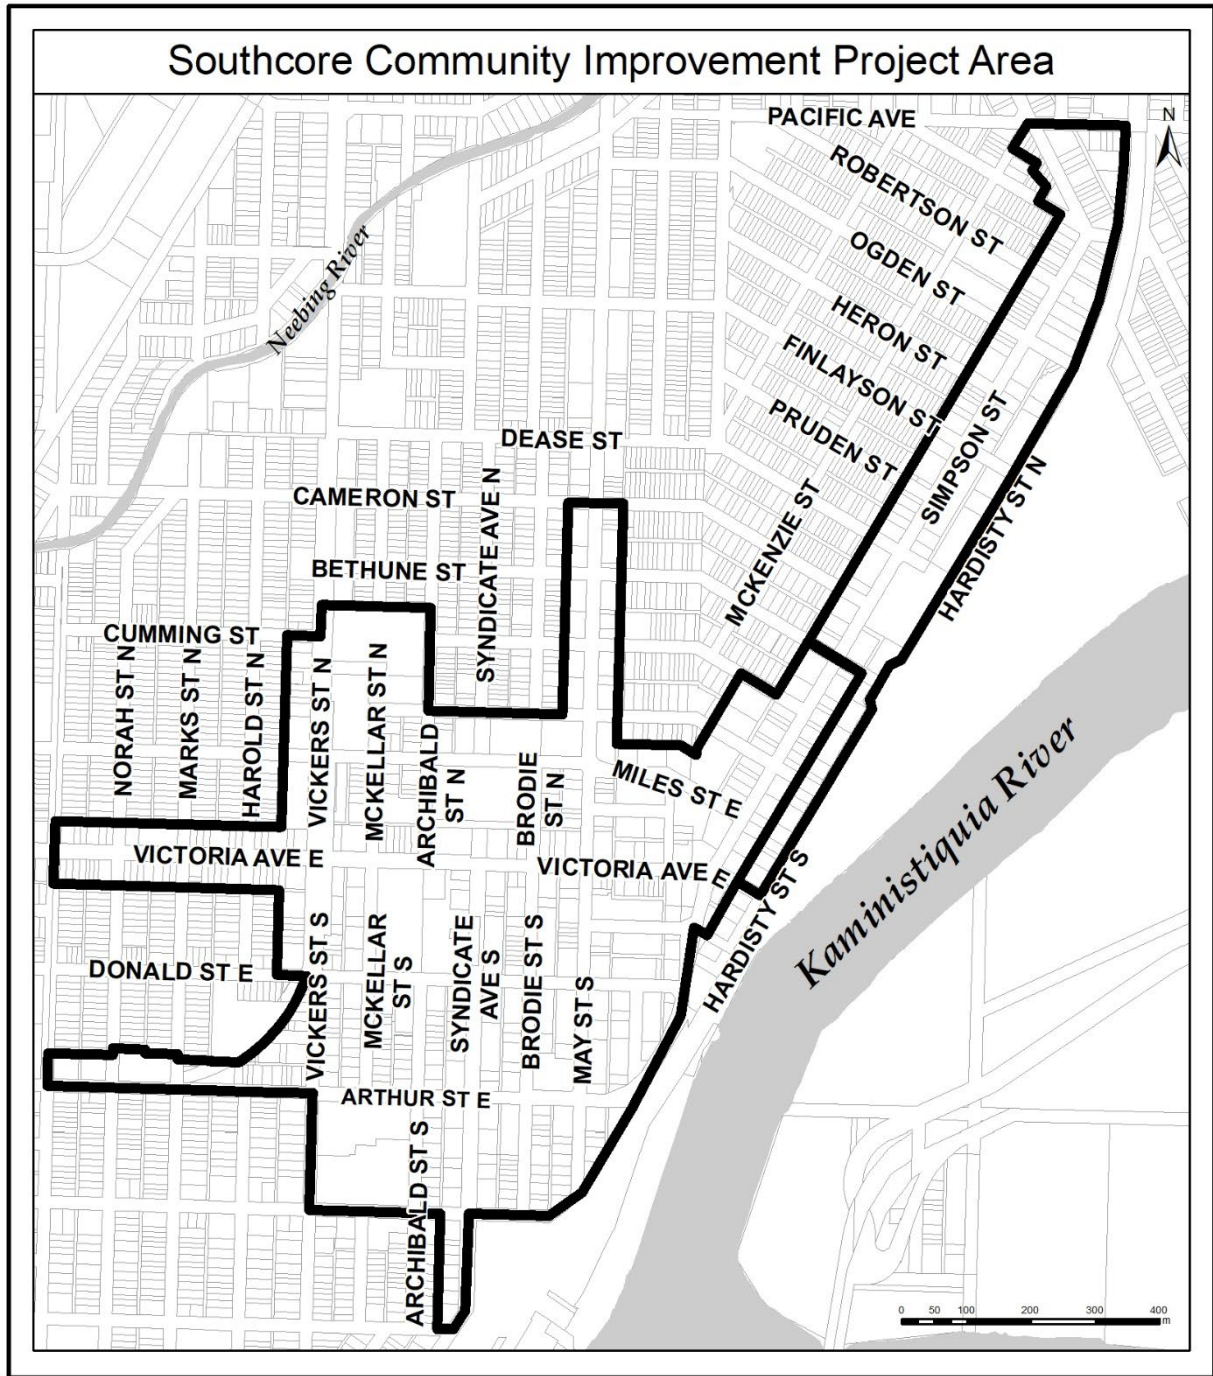 Southcore Community Improvement Project Area
PACIFIC AVE
N
ROBERTSON ST
OGDEN ST
HERON ST
FINLAYSON ST
PRUDEN ST
SIMPSON ST
HARDISTY ST N
MCKENZIE ST
Neebing River
DEASE ST
CAMERON ST
SYNDICATE AVE N
BETHUNE ST
CUMMING ST
NORAH ST N
MARKS ST N
HAROLD ST N
VICKERS ST N
MCKELLAR ST N
ARCHIBALD
ST N
BRODIE
ST N
MILES ST E
VICTORIA AVE E
VICTORIA AVE E
HARDISTY ST S
Kaministiquia River
DONALD ST E
VICKERS ST S
MCKELLAR
ST S
SYNDICATE
AVE S
BRODIE ST S
MAY ST S
ARTHUR ST E
ARCHIBALD ST S
0 50 100 200 300 400
m